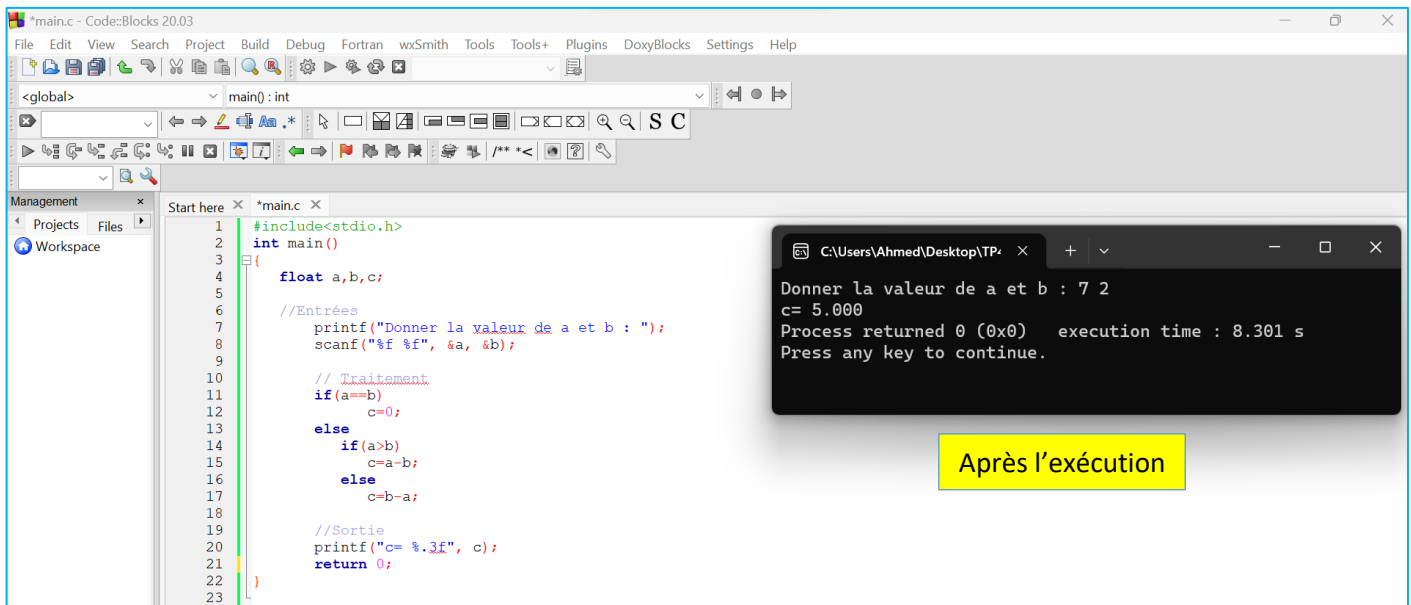 *main.c - Code::Blocks 20.03
File Edit View Search Project Build Debug Fortran wxSmith Tools Tools+ Plugins DoxyBlocks Settings Help
<global> main() : int
S C
/** *<
Management ×
Projects Files
Workspace
Start here × *main.c ×
1 #include<stdio.h>
2 int main()
3 {
4 float a,b,c;
5
6 //Entrées
7 printf("Donner la valeur de a et b : ");
8 scanf("%f %f", &a, &b);
9
10 // Traitement
11 if(a==b)
12 c=0;
13 else
14 if(a>b)
15 c=a-b;
16 else
17 c=b-a;
18
19 //Sortie
20 printf("c= %.3f", c);
21 return 0;
22 }
23
C:\Users\Ahmed\Desktop\TP4
Donner la valeur de a et b : 7 2
c= 5.000
Process returned 0 (0x0) execution time : 8.301 s
Press any key to continue.
Après l’exécution